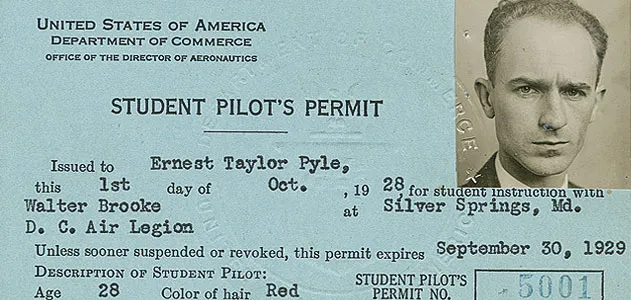 UNITED STATES OF AMERICA
DEPARTMENT OF COMMERCE
OFFICE OF THE DIRECTOR OF AERONAUTICS
STUDENT PILOT'S PERMIT
Issued to Ernest Taylor Pyle,
this 1st day of Oct. , 19 28, for student instruction with
Walter Brooke at Silver Springs, Md.
D. C. Air Legion
Unless sooner suspended or revoked, this permit expires September 30, 1929
DESCRIPTION OF STUDENT PILOT:
Age 28 Color of hair Red
STUDENT PILOT'S
PERMIT NO. 5001